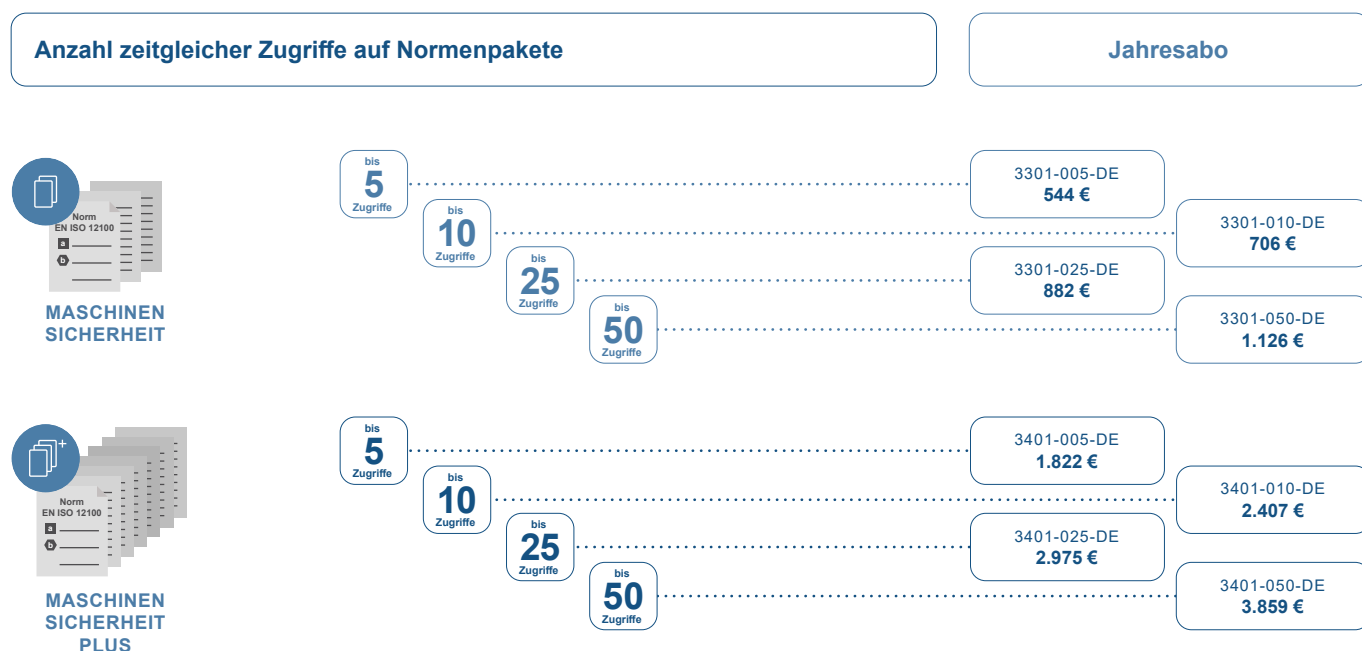 Anzahl zeitgleicher Zugriffe auf Normenpakete
Jahresabo
Norm
EN ISO 12100
a
b
MASCHINEN
SICHERHEIT
bis
5
Zugriffe
3301-005-DE
544 €
bis
10
Zugriffe
3301-010-DE
706 €
bis
25
Zugriffe
3301-025-DE
882 €
bis
50
Zugriffe
3301-050-DE
1.126 €
+
Norm
EN ISO 12100
a
b
MASCHINEN
SICHERHEIT
PLUS
bis
5
Zugriffe
3401-005-DE
1.822 €
bis
10
Zugriffe
3401-010-DE
2.407 €
bis
25
Zugriffe
3401-025-DE
2.975 €
bis
50
Zugriffe
3401-050-DE
3.859 €